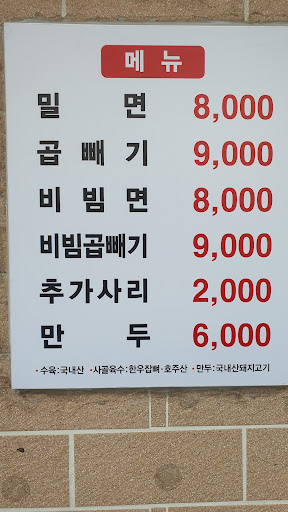 메 뉴
밀 면 8,000
곱 빼 기 9,000
비 빔 면 8,000
비빔곱빼기 9,000
추가사리 2,000
만 두 6,000
•수육:국내산 •사골육수:한우잡뼈·호주산 •만두:국내산돼지고기